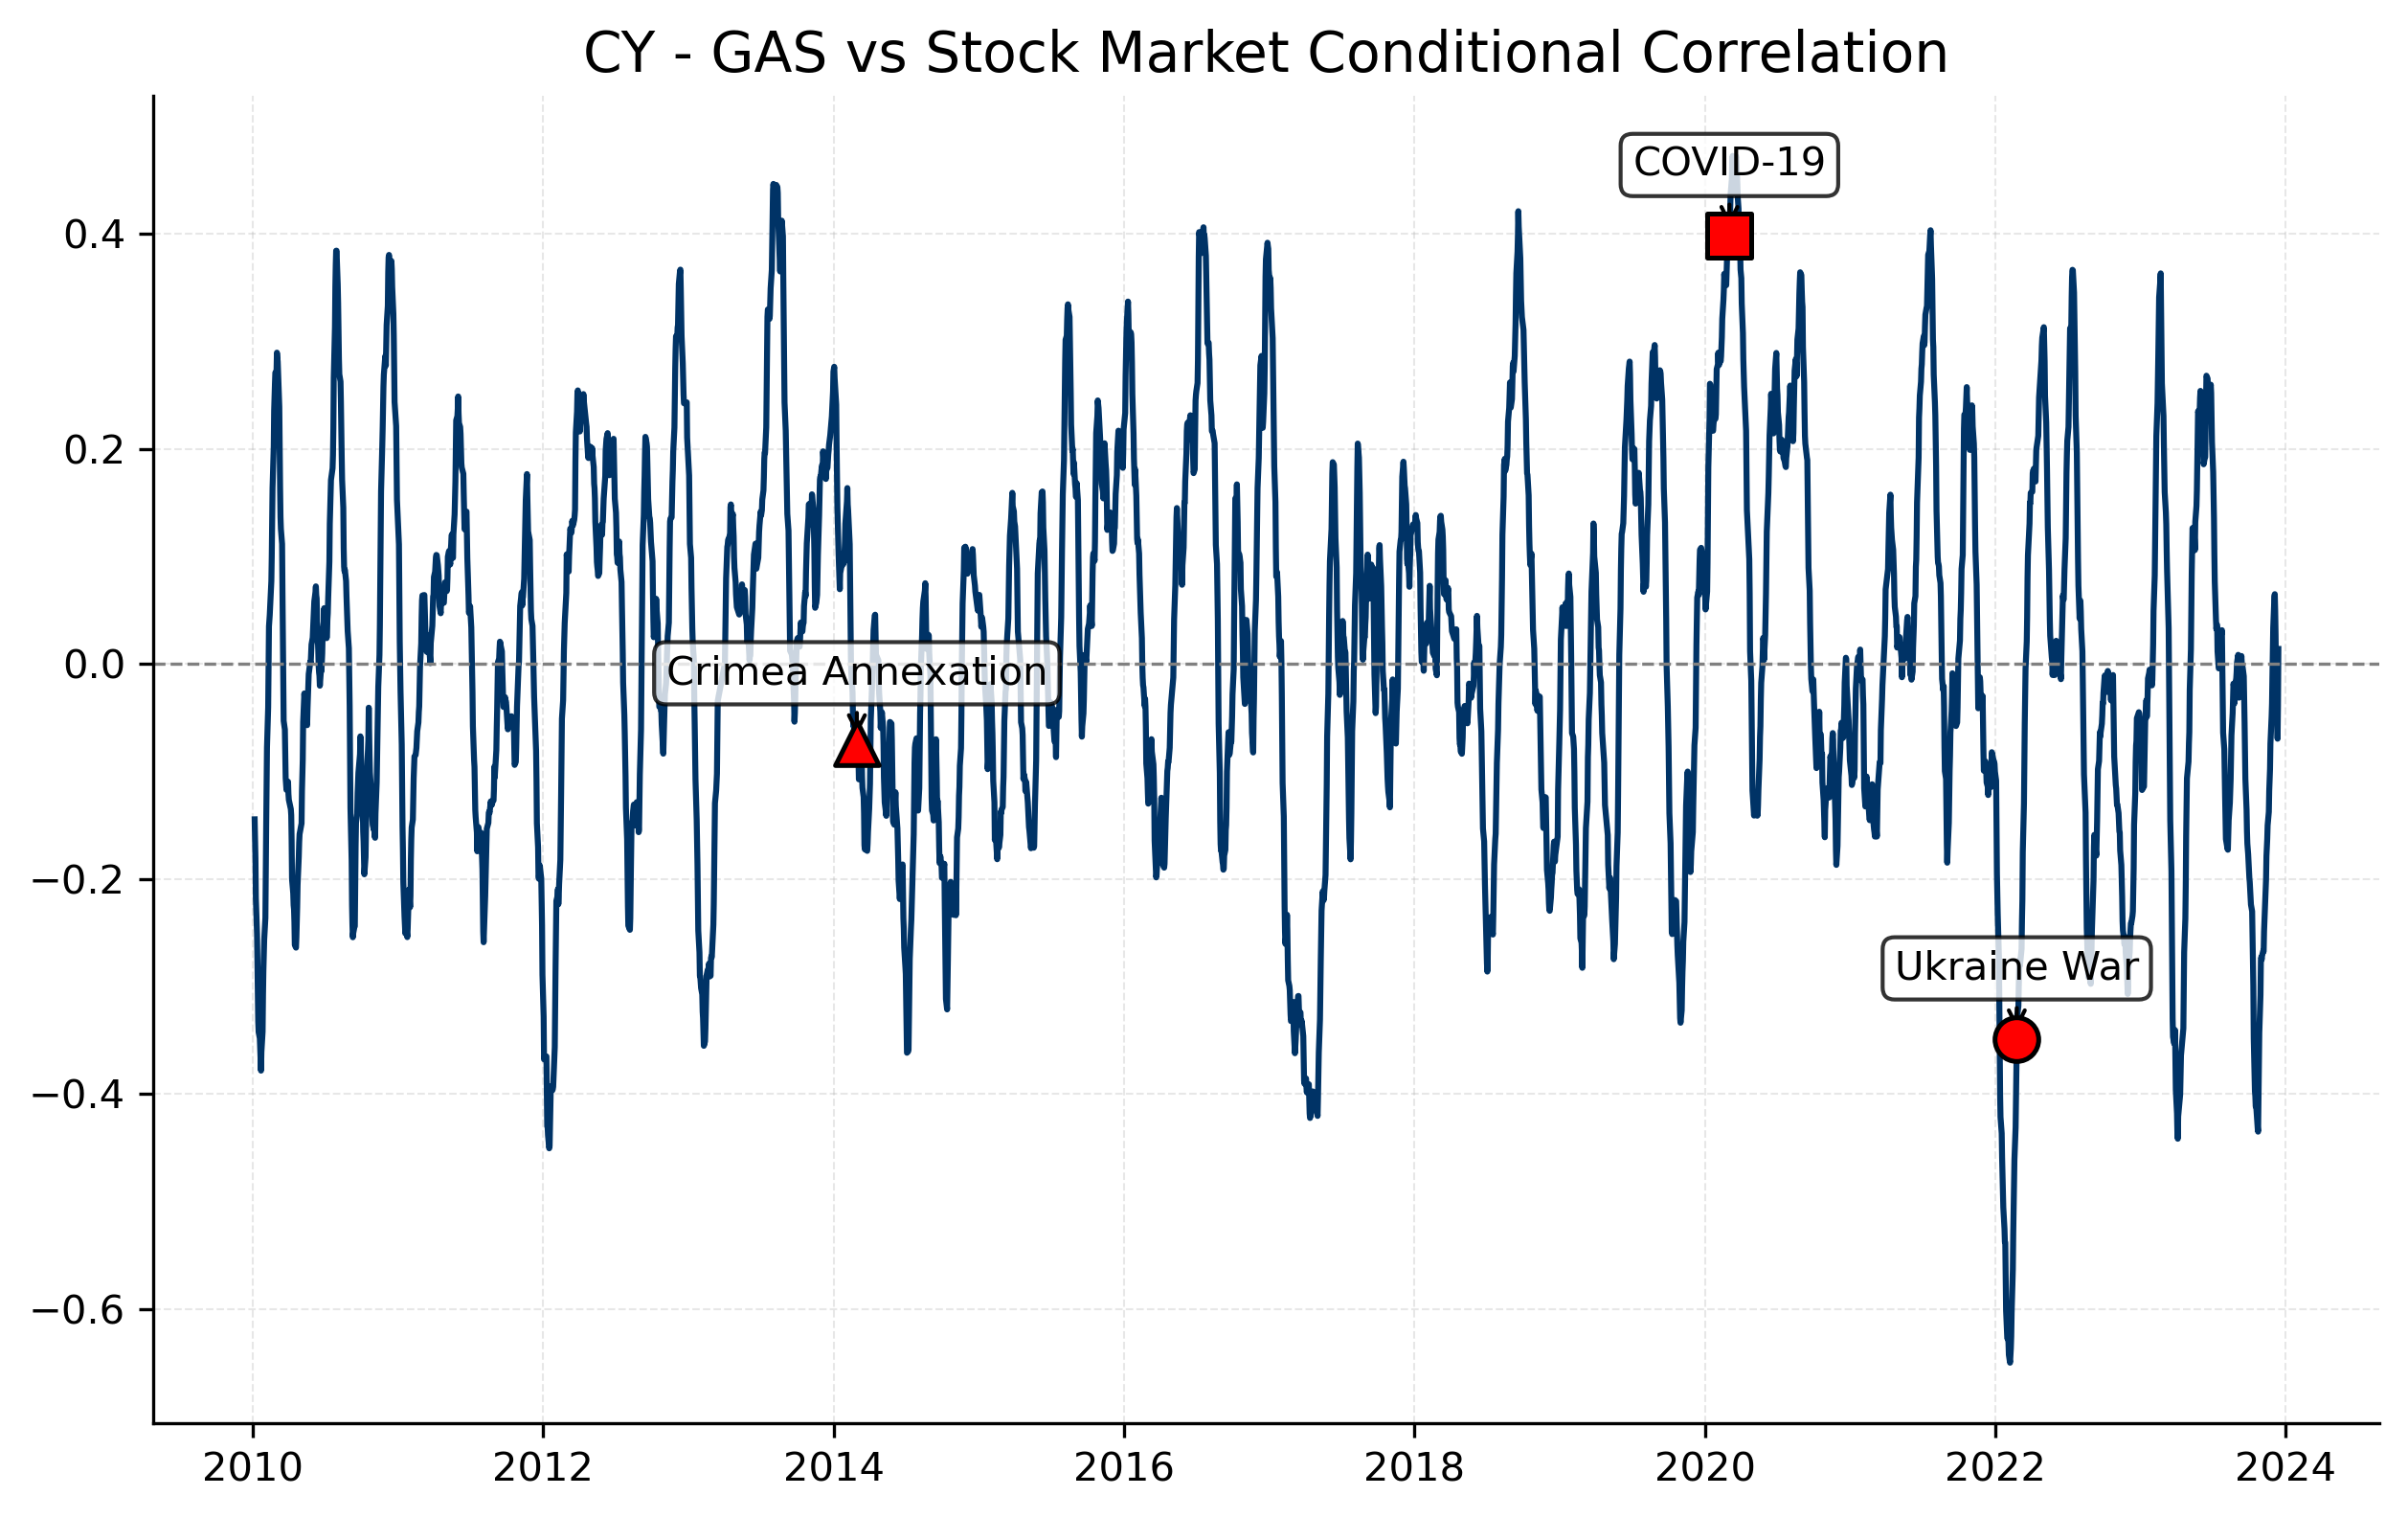 CY - GAS vs Stock Market Conditional Correlation
COVID-19
0.4
0.2
0.0
Crimea Annexation
−0.2
Ukraine War
−0.4
−0.6
2010 2012 2014 2016 2018 2020 2022 2024